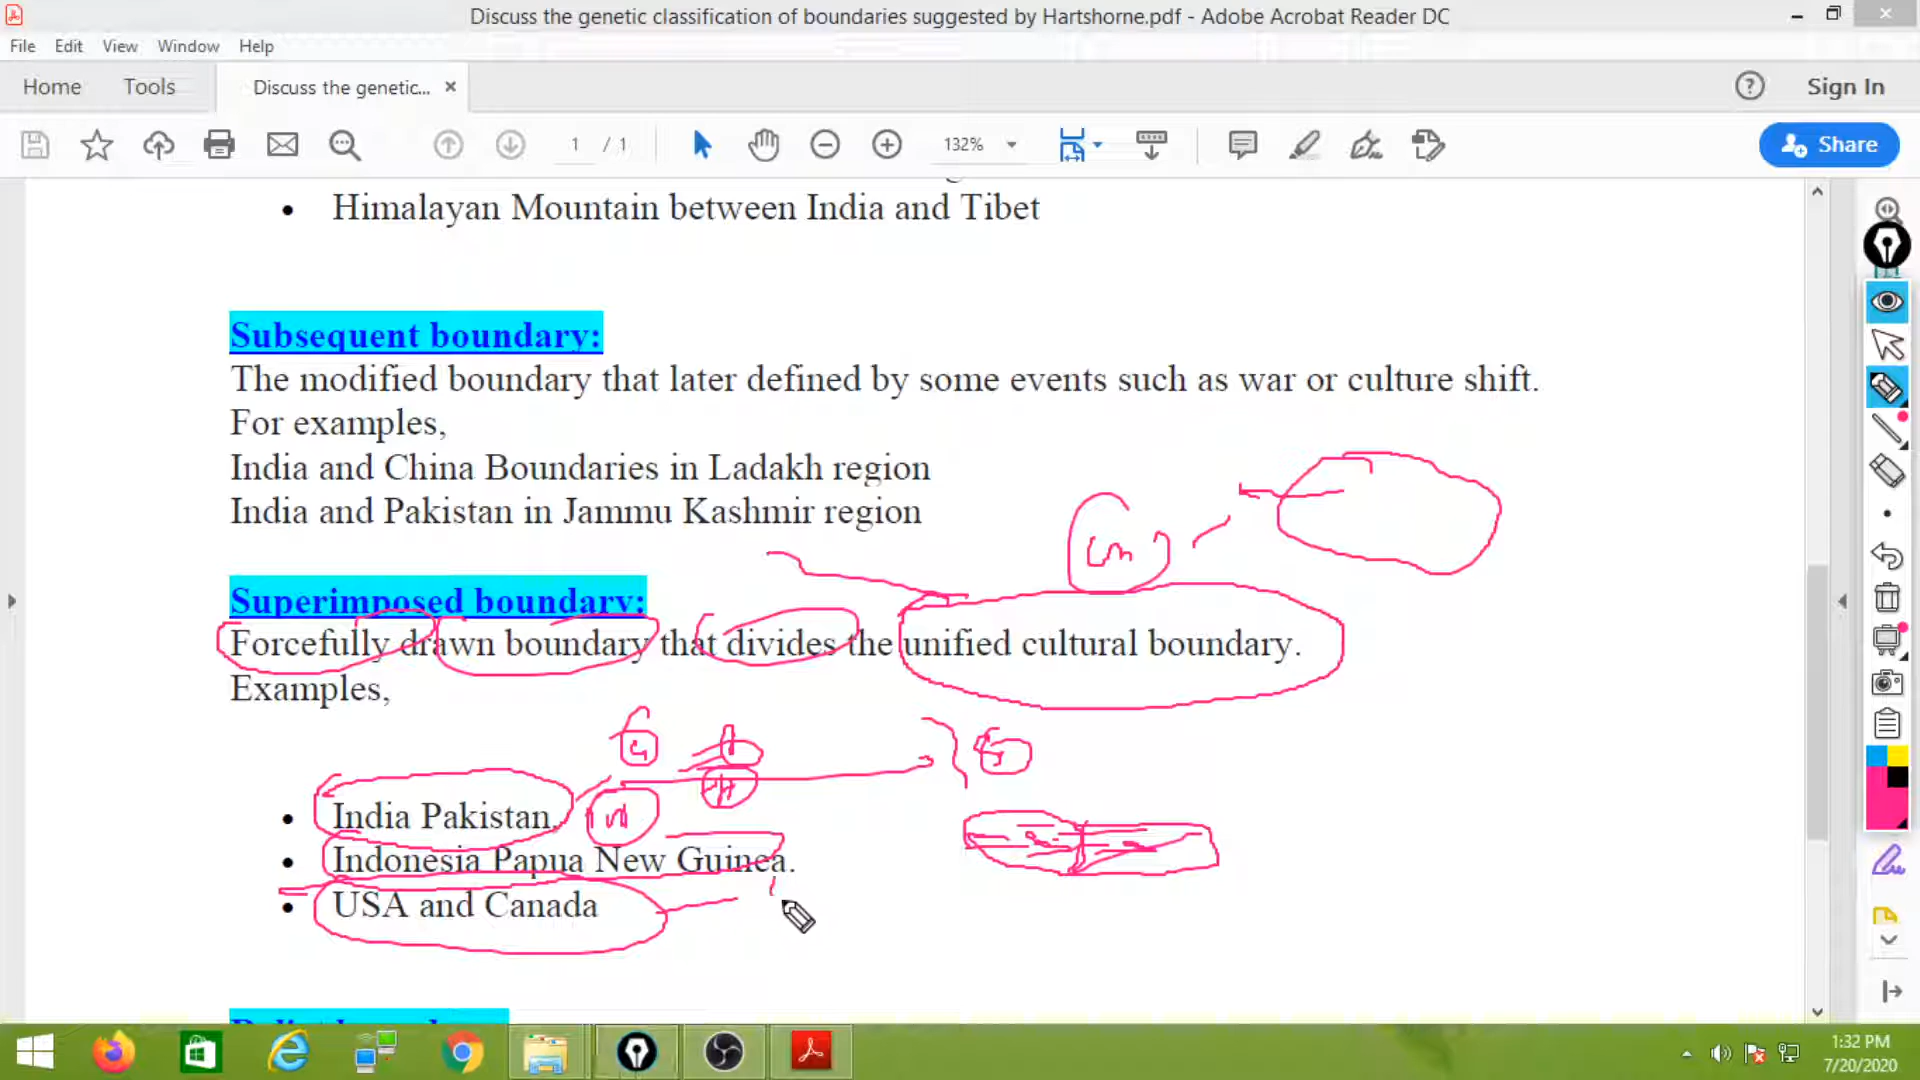 Discuss the genetic classification of boundaries suggested by Hartshorne.pdf - Adobe Acrobat Reader DC
File Edit View Window Help
Home Tools Discuss the genetic... × Sign In
1 / 1 132% Share
• Himalayan Mountain between India and Tibet
Subsequent boundary:
The modified boundary that later defined by some events such as war or culture shift.
For examples,
India and China Boundaries in Ladakh region
India and Pakistan in Jammu Kashmir region
Superimposed boundary:
Forcefully drawn boundary that divides the unified cultural boundary.
Examples,
• India Pakistan,
• Indonesia Papua New Guinea.
• USA and Canada
1:32 PM
7/20/2020